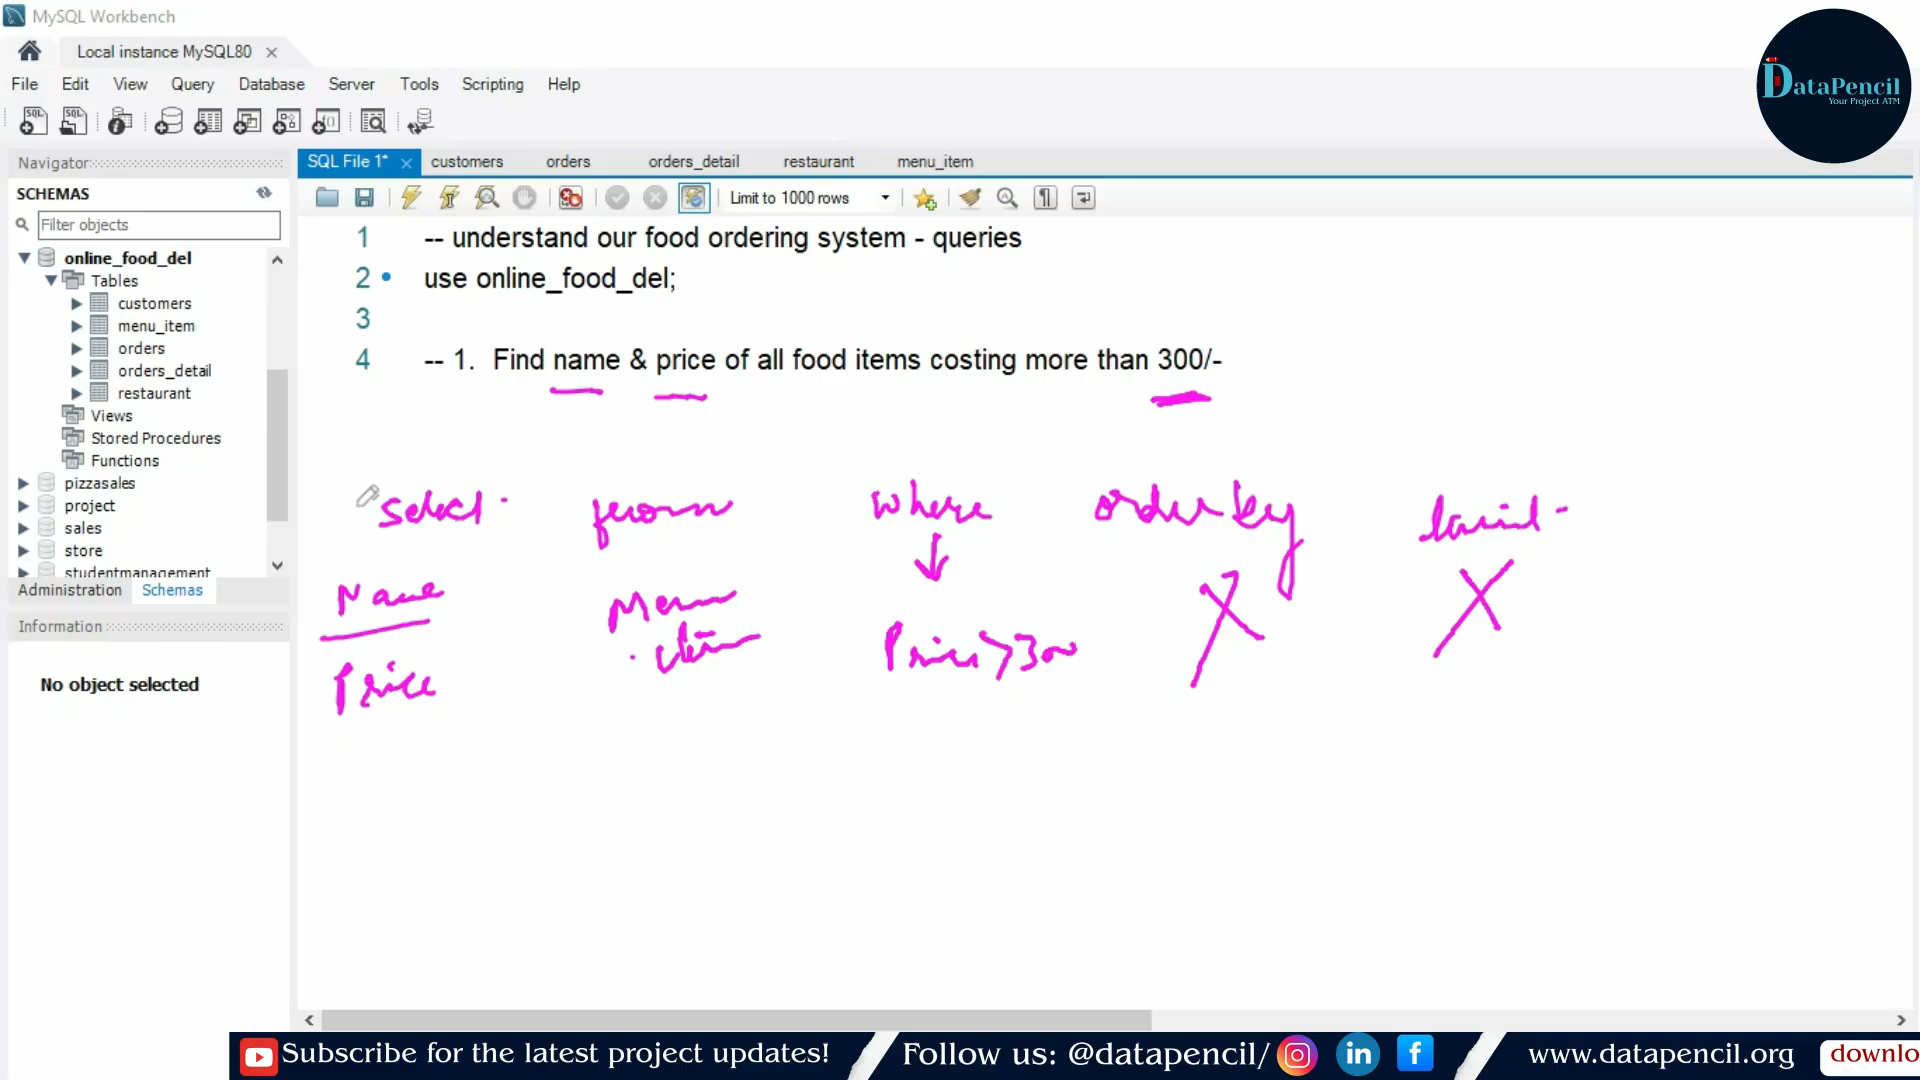 MySQL Workbench
Local instance MySQL80
File Edit View Query Database Server Tools Scripting Help
DataPencil
Your Project ATM
Navigator
SQL File 1* customers orders orders_detail restaurant menu_item
SCHEMAS
Limit to 1000 rows
Filter objects
online_food_del
Tables
customers
menu_item
orders
orders_detail
restaurant
Views
Stored Procedures
Functions
pizzasales
project
sales
store
studentmanagement
Administration Schemas
Information
No object selected
1 -- understand our food ordering system - queries
2 use online_food_del;
3
4 -- 1. Find name & price of all food items costing more than 300/-
select from where order by limit
Name Menu
item Price>300
Price
Subscribe for the latest project updates! Follow us: @datapencil/ www.datapencil.org downlo